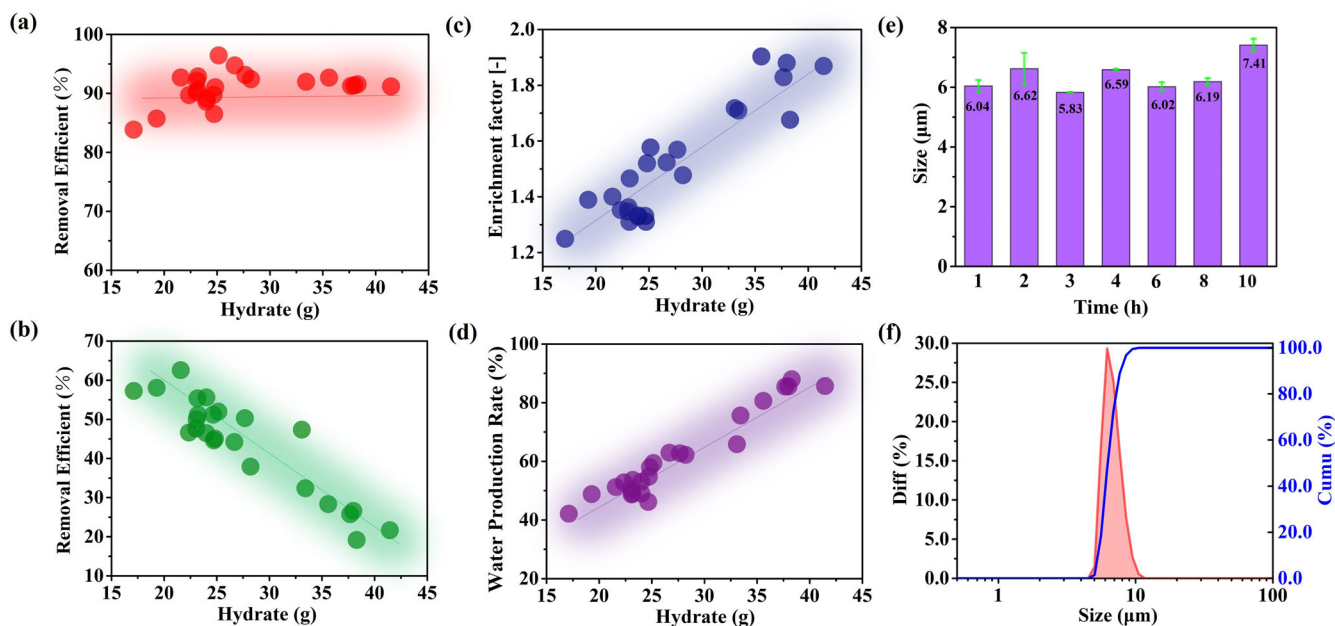 (a)
Removal Efficient (%)
100
90
80
70
60
15 20 25 30 35 40 45
Hydrate (g)
(c)
Enrichment factor [-]
2.0
1.8
1.6
1.4
1.2
15 20 25 30 35 40 45
Hydrate (g)
(e)
Size (μm)
8
6
4
2
0
6.04 6.62 5.83 6.59 6.02 6.19 7.41
1 2 3 4 6 8 10
Time (h)
(b)
Removal Efficient (%)
70
60
50
40
30
20
10
15 20 25 30 35 40 45
Hydrate (g)
(d)
Water Production Rate (%)
100
80
60
40
20
15 20 25 30 35 40 45
Hydrate (g)
(f)
Diff (%)
30.0
25.0
20.0
15.0
10.0
5.0
0.0
100.0
80.0
60.0
40.0
20.0
0.0
Cumu (%)
1 10 100
Size (μm)